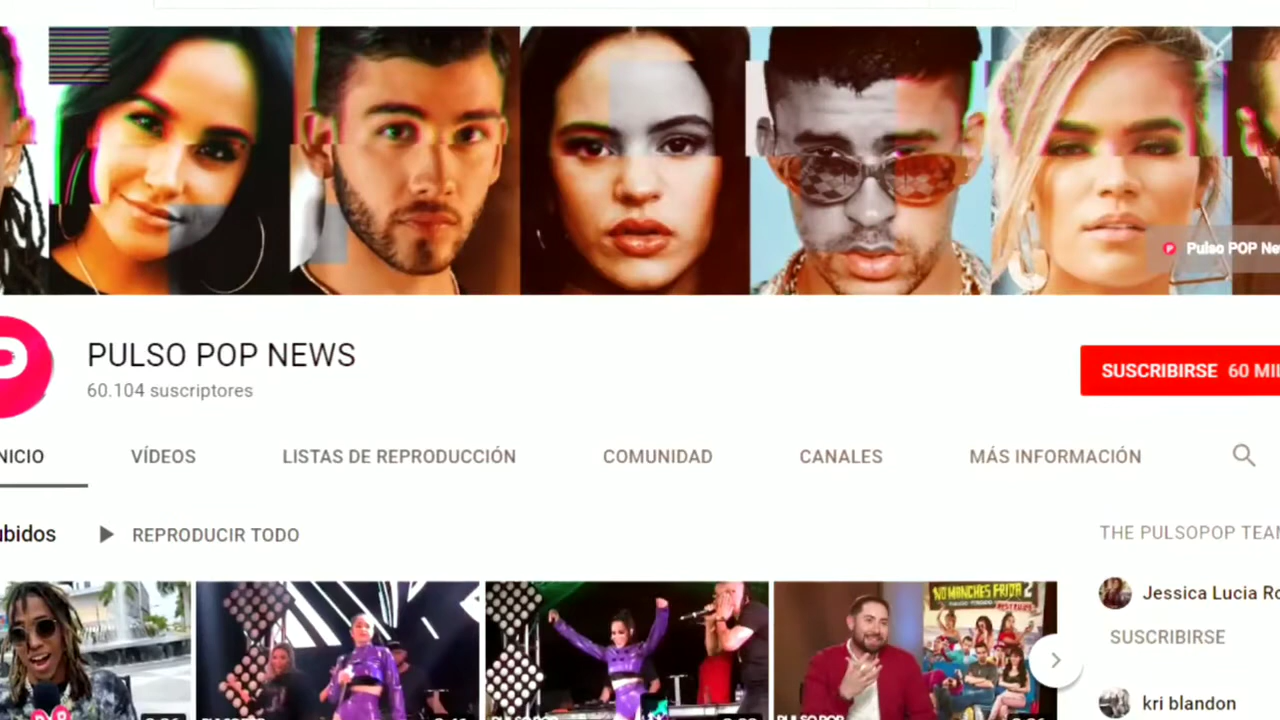 Pulso POP Ne
PULSO POP NEWS
60.104 suscriptores
SUSCRIBIRSE 60 MIL
NICIO VÍDEOS LISTAS DE REPRODUCCIÓN COMUNIDAD CANALES MÁS INFORMACIÓN
ubidos REPRODUCIR TODO
THE PULSOPOP TEAM
NO MANCHES FRIDA 2
Jessica Lucia Ro
SUSCRIBIRSE
kri blandon